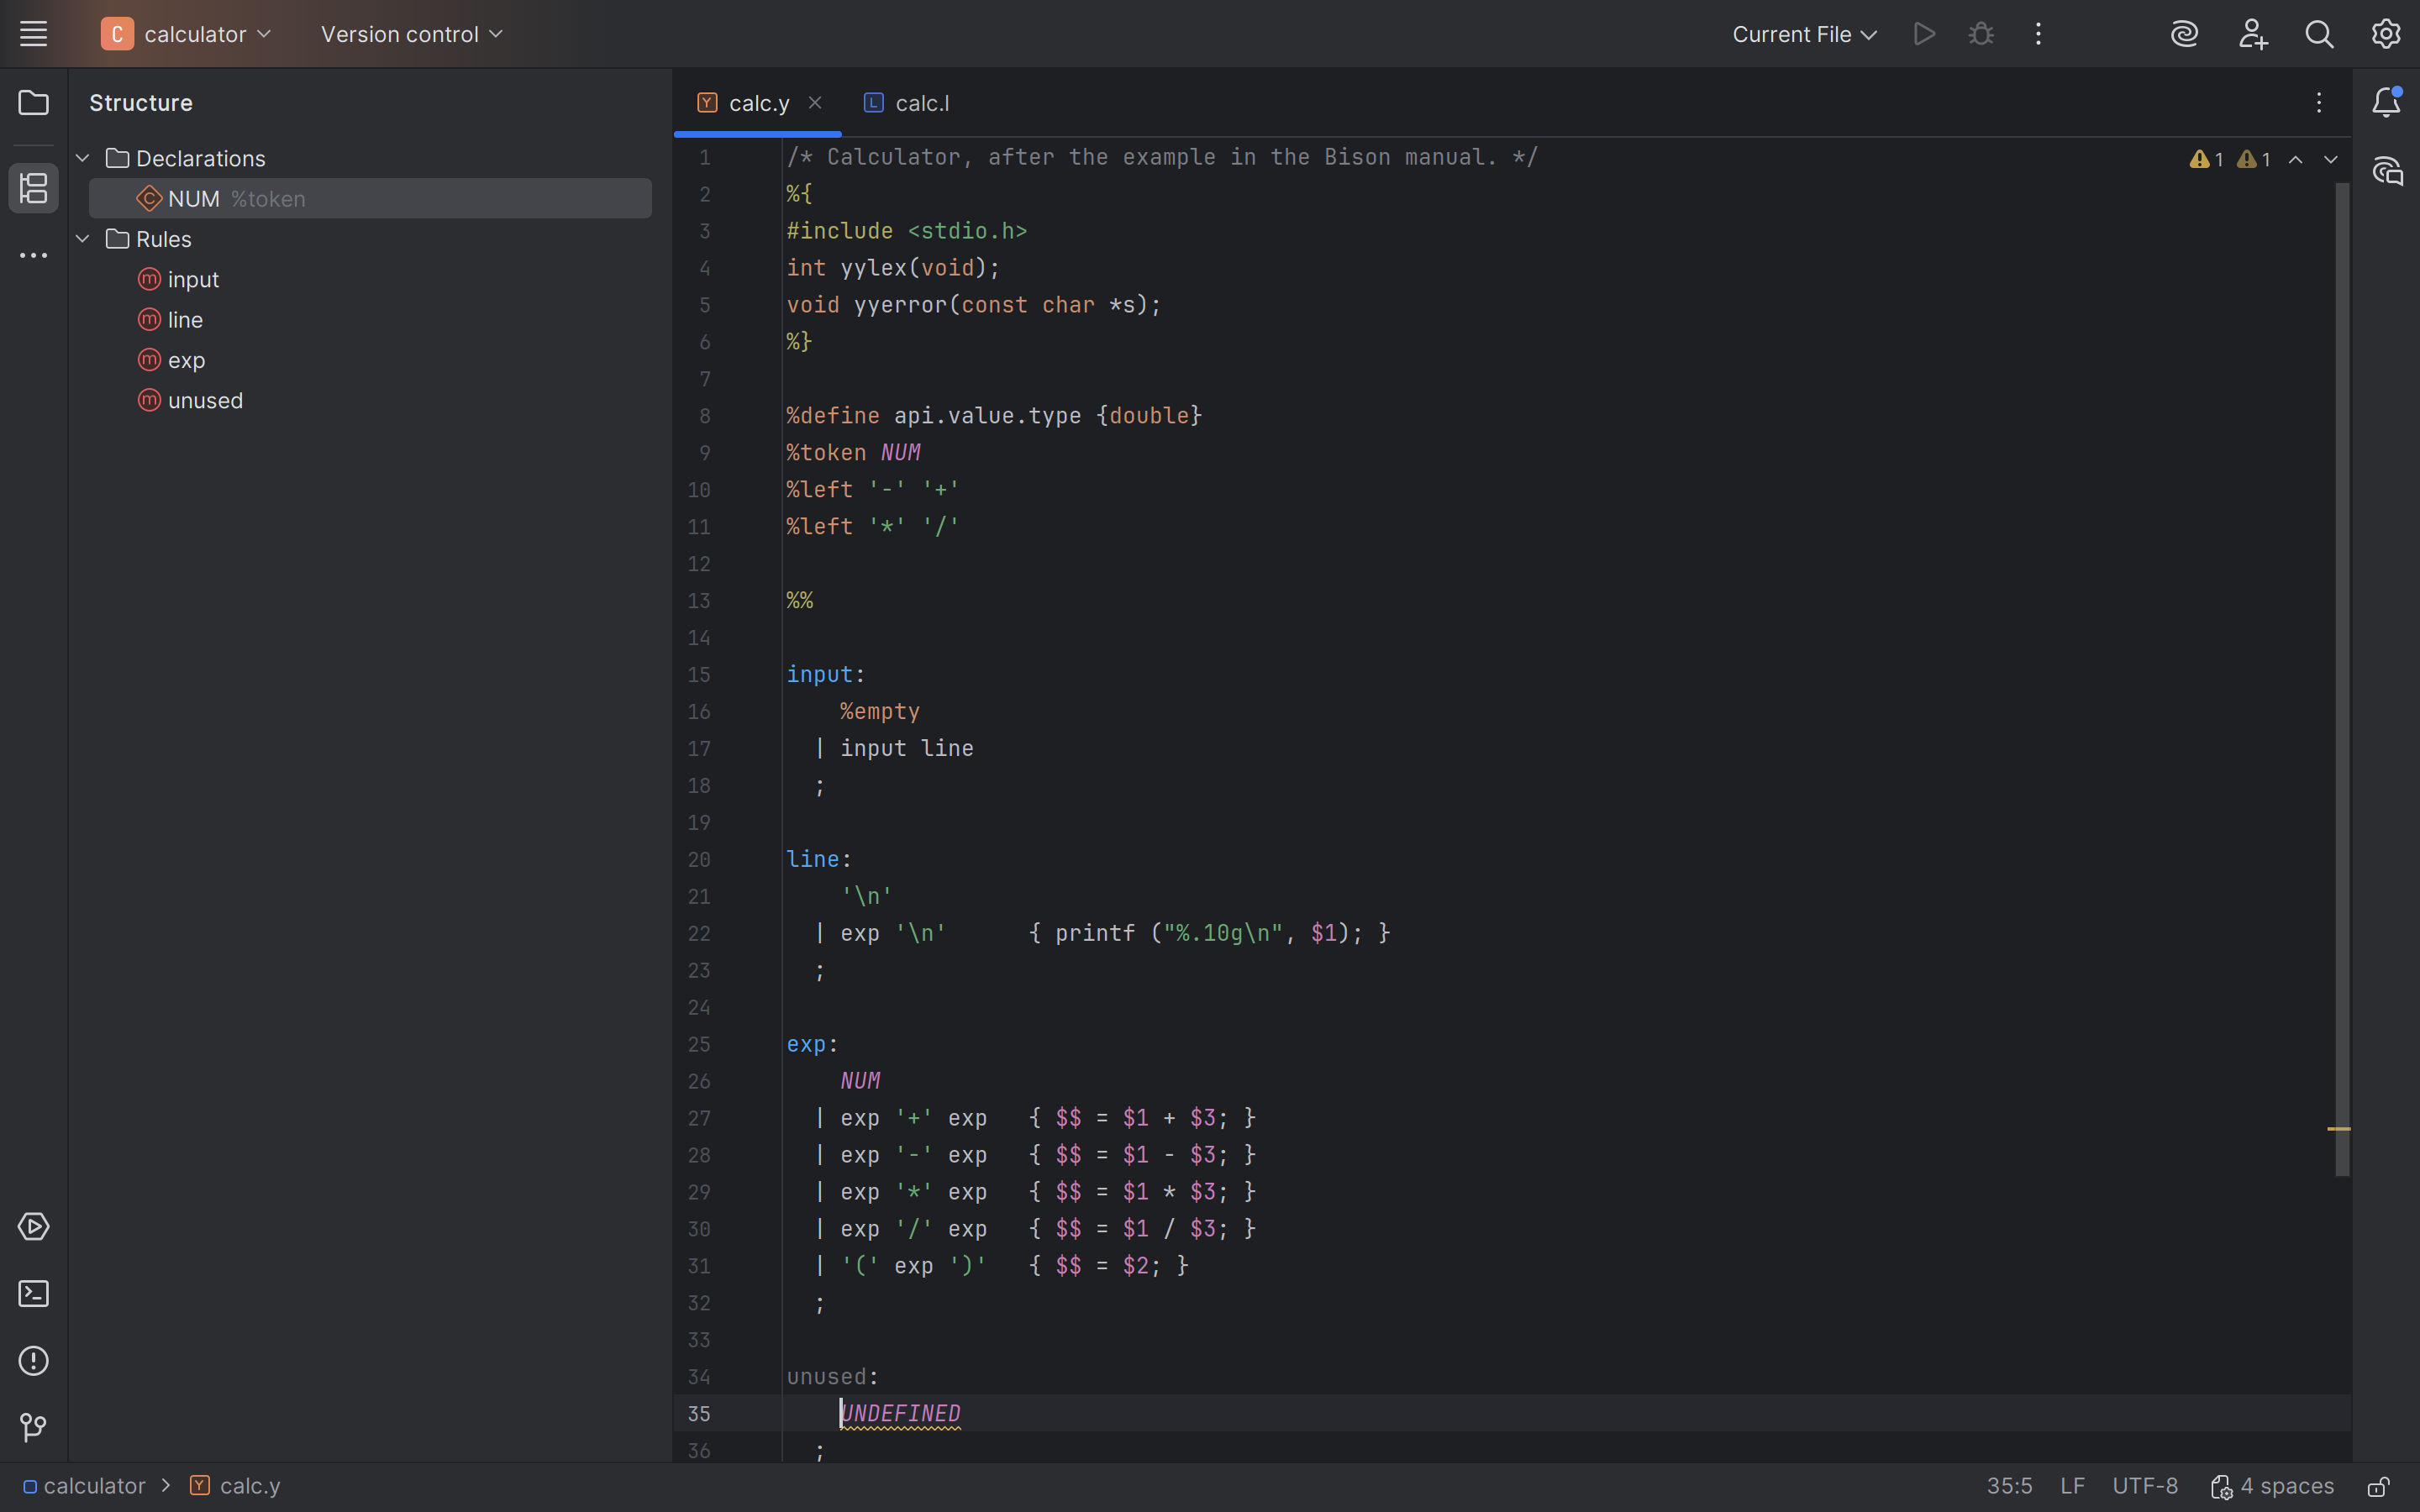 C calculator Version control Current File
Structure
Declarations
C NUM %token
Rules
m input
m line
m exp
m unused
Y calc.y L calc.l
1 1
1 /* Calculator, after the example in the Bison manual. */
2 %{
3 #include <stdio.h>
4 int yylex(void);
5 void yyerror(const char *s);
6 %}
7
8 %define api.value.type {double}
9 %token NUM
10 %left '-' '+'
11 %left '*' '/'
12
13 %%
14
15 input:
16     %empty
17   | input line
18   ;
19
20 line:
21     '\n'
22   | exp '\n'      { printf ("%.10g\n", $1); }
23   ;
24
25 exp:
26     NUM
27   | exp '+' exp   { $$ = $1 + $3; }
28   | exp '-' exp   { $$ = $1 - $3; }
29   | exp '*' exp   { $$ = $1 * $3; }
30   | exp '/' exp   { $$ = $1 / $3; }
31   | '(' exp ')'   { $$ = $2; }
32   ;
33
34 unused:
35     UNDEFINED
36   ;
calculator > Y calc.y 35:5 LF UTF-8 4 spaces